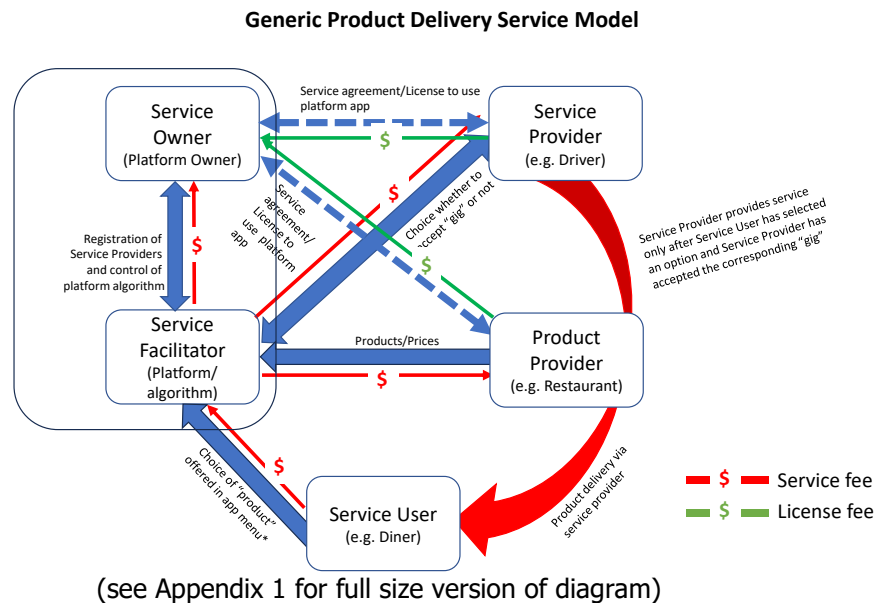 Generic Product Delivery Service Model
Service agreement/License to use
platform app
Service
Owner
(Platform Owner)
$
Service
Provider
(e.g. Driver)
$
Service
agreement/
License to
use platform
app
Choice whether to
accept "gig" or not
Service Provider provides service
only after Service User has selected
an option and Service Provider has
accepted the corresponding "gig"
Registration of
Service Providers
and control of
platform algorithm
$
$
Service
Facilitator
(Platform/
algorithm)
Products/Prices
$
Product
Provider
(e.g. Restaurant)
Choice of "product"
offered in app menu*
$
Service User
(e.g. Diner)
Product delivery via
service provider
$ Service fee
$ License fee
(see Appendix 1 for full size version of diagram)